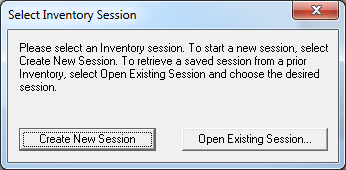 Select Inventory Session
Please select an Inventory session. To start a new session, select
Create New Session. To retrieve a saved session from a prior
Inventory, select Open Existing Session and choose the desired
session.
Create New Session
Open Existing Session...